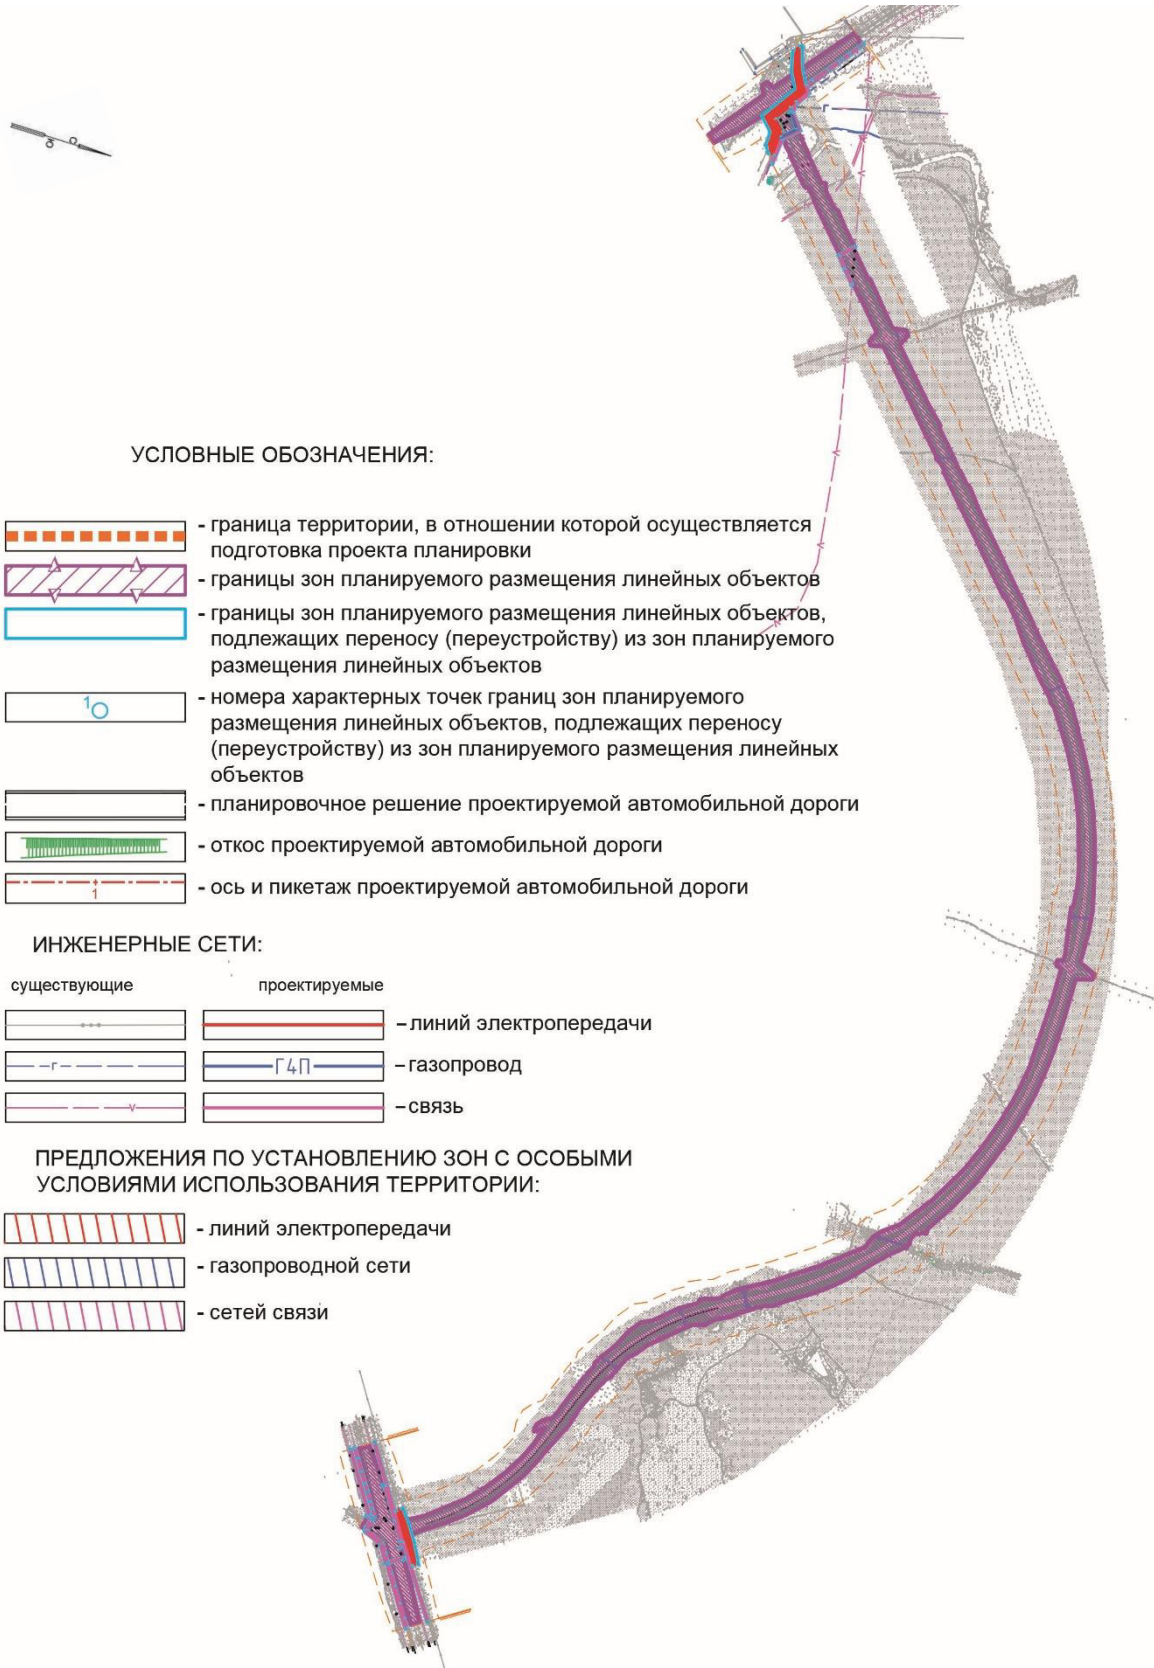 УСЛОВНЫЕ ОБОЗНАЧЕНИЯ:
- граница территории, в отношении которой осуществляется
подготовка проекта планировки
- границы зон планируемого размещения линейных объектов
- границы зон планируемого размещения линейных объектов,
подлежащих переносу (переустройству) из зон планируемого
размещения линейных объектов
1
- номера характерных точек границ зон планируемого
размещения линейных объектов, подлежащих переносу
(переустройству) из зон планируемого размещения линейных
объектов
- планировочное решение проектируемой автомобильной дороги
- откос проектируемой автомобильной дороги
1
- ось и пикетаж проектируемой автомобильной дороги
ИНЖЕНЕРНЫЕ СЕТИ:
существующие проектируемые
– линий электропередачи
г Г4П – газопровод
v – связь
ПРЕДЛОЖЕНИЯ ПО УСТАНОВЛЕНИЮ ЗОН С ОСОБЫМИ
УСЛОВИЯМИ ИСПОЛЬЗОВАНИЯ ТЕРРИТОРИИ:
- линий электропередачи
- газопроводной сети
- сетей связи